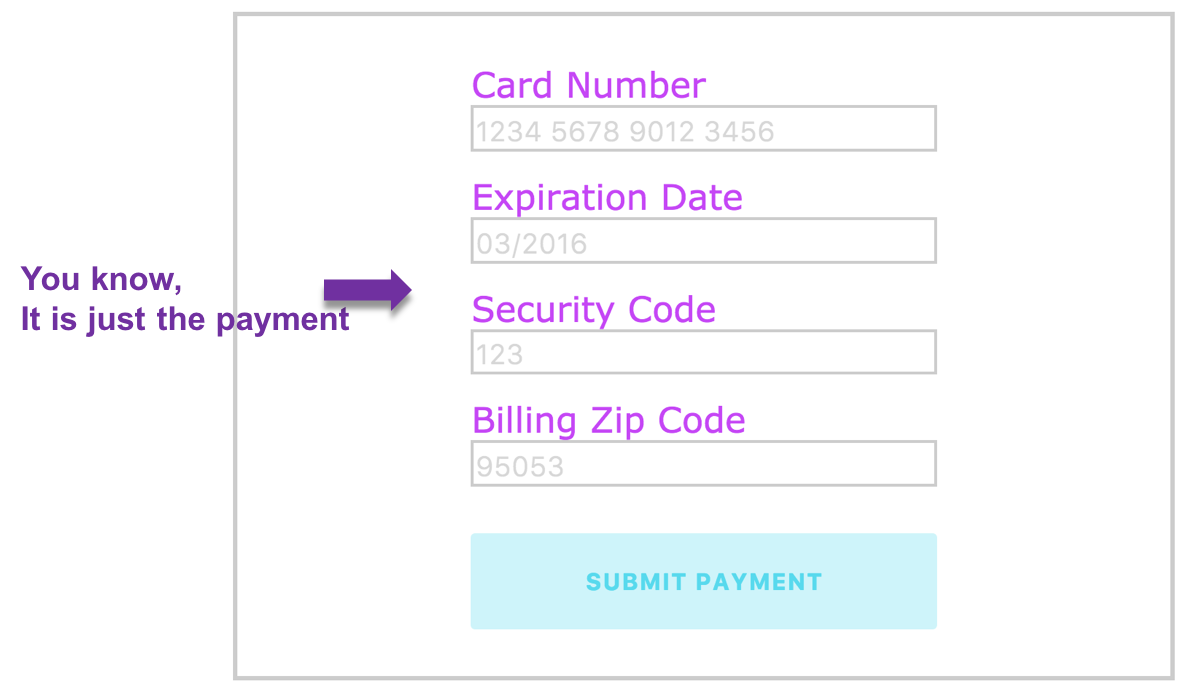 Card Number
1234 5678 9012 3456
Expiration Date
03/2016
You know,
It is just the payment
Security Code
123
Billing Zip Code
95053
SUBMIT PAYMENT